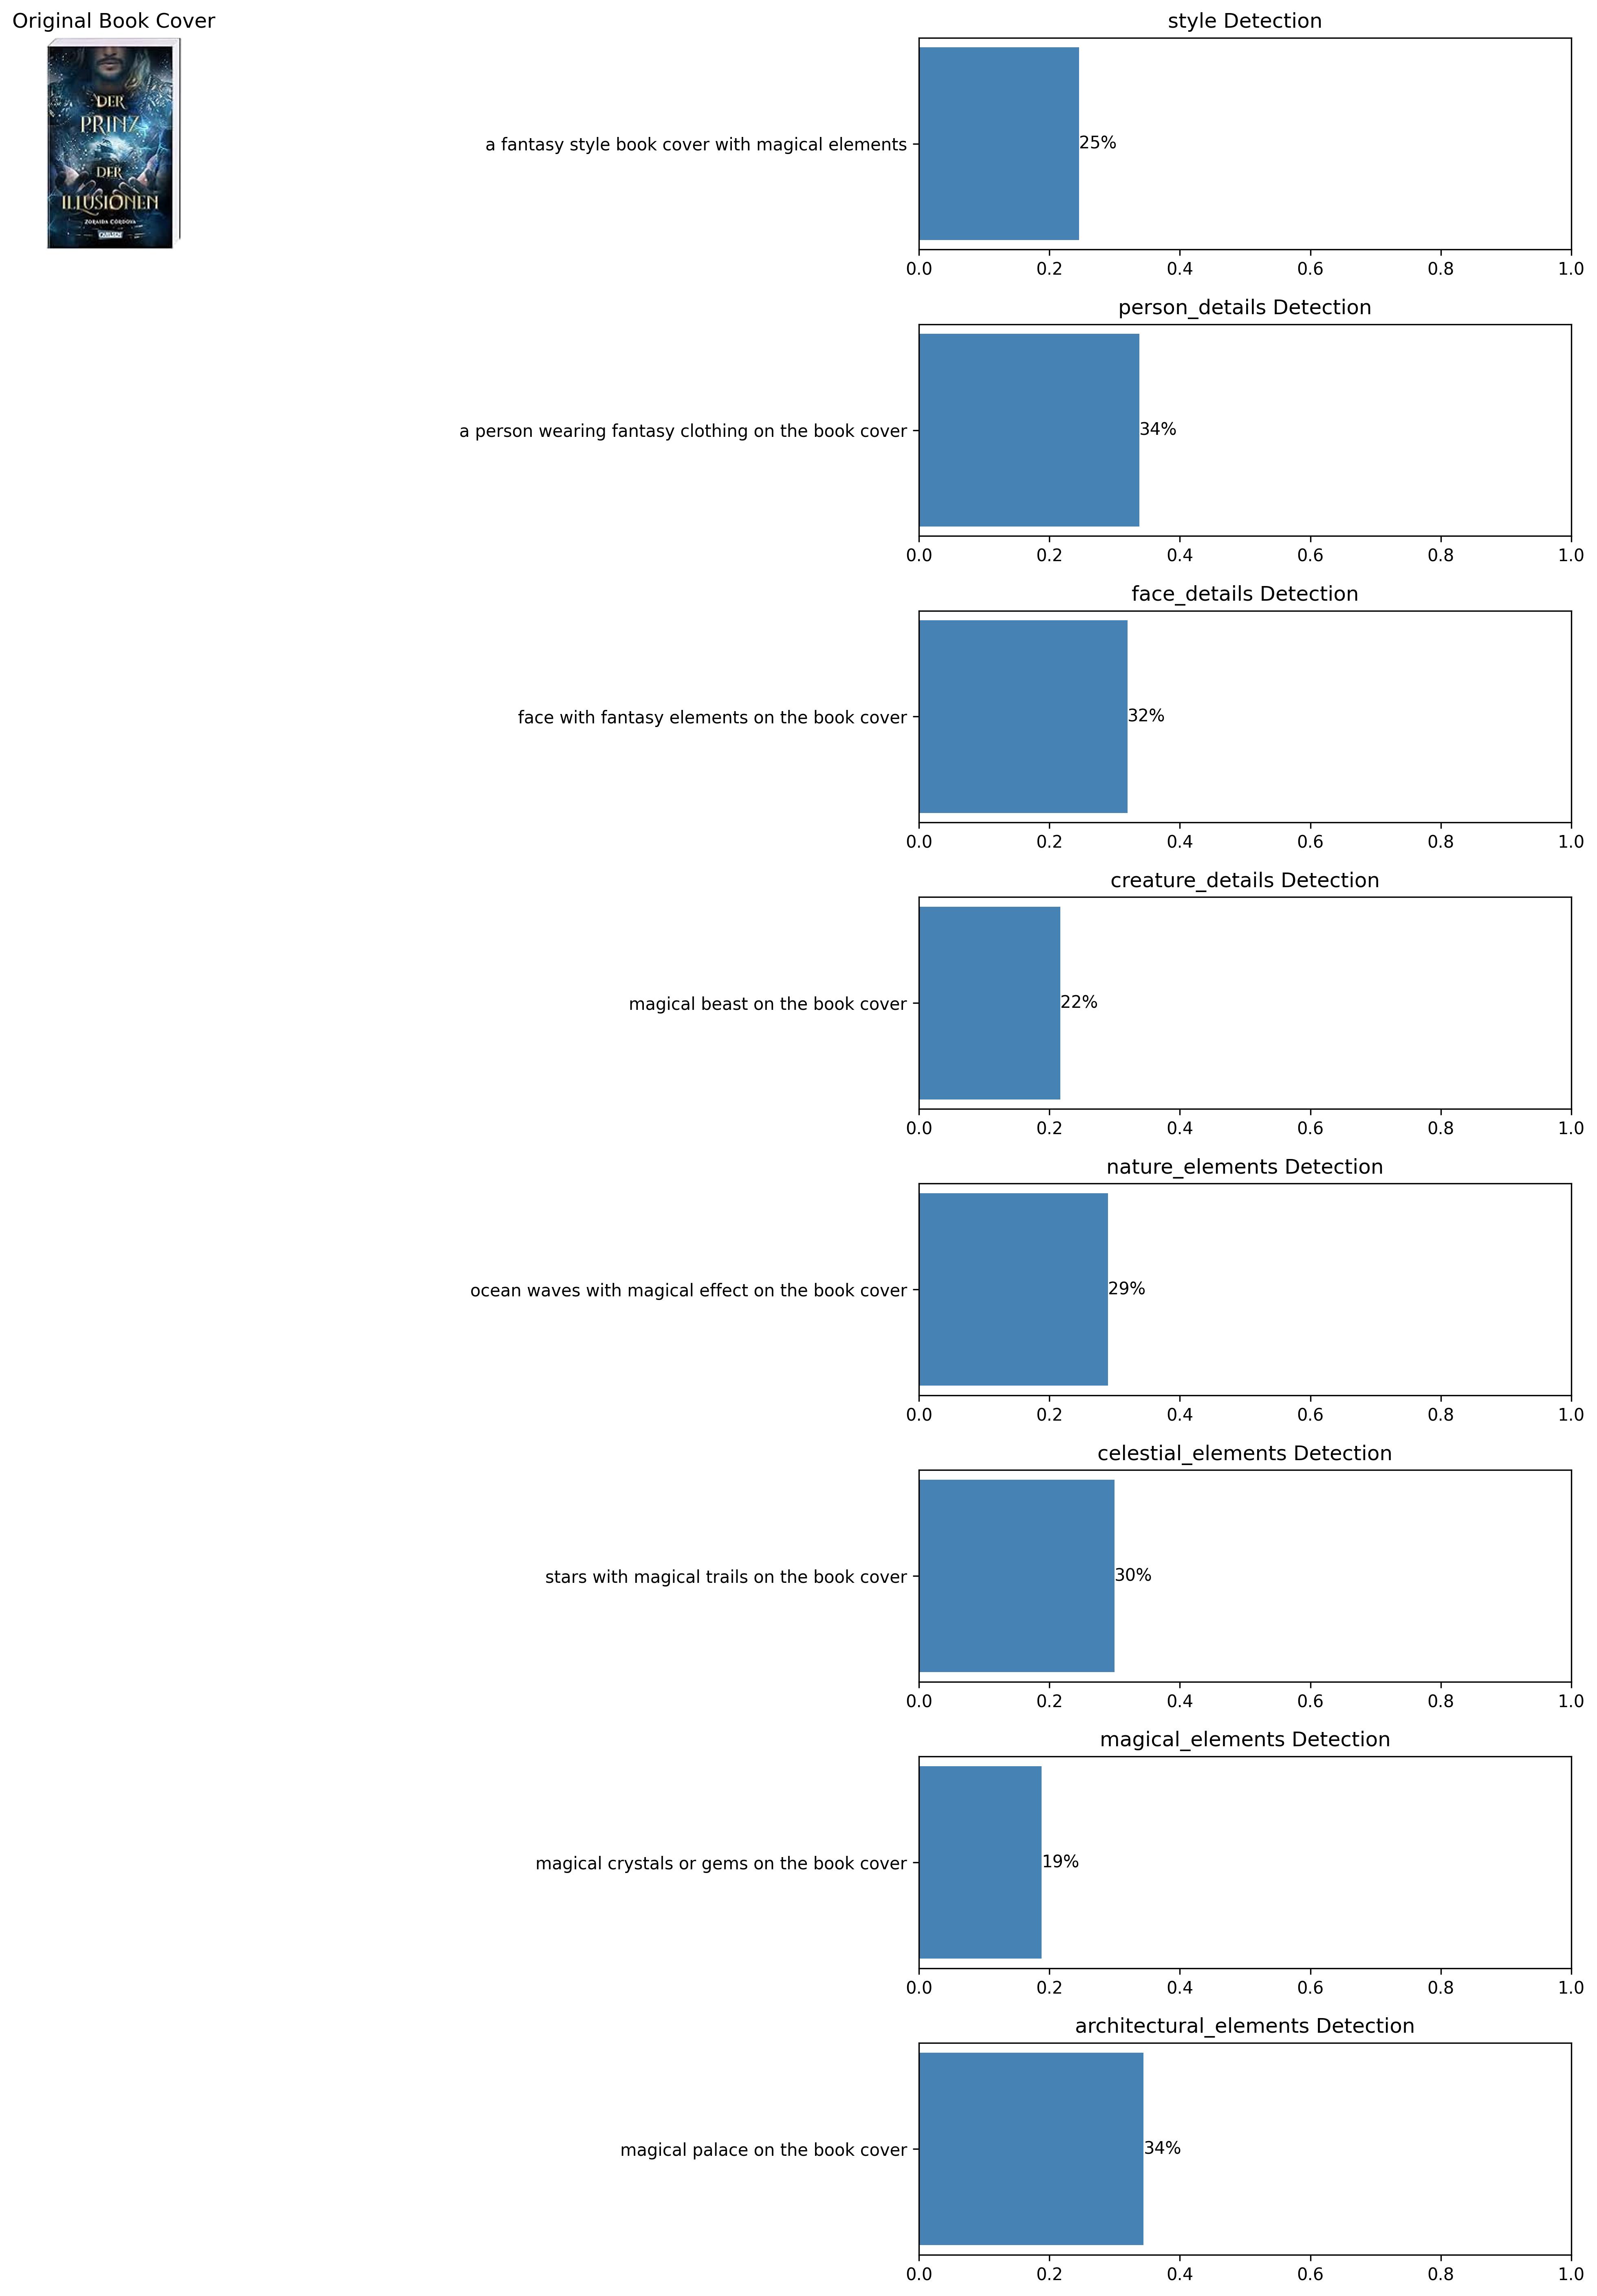 Original Book Cover
DER
PRINZ
DER
ILLUSIONEN
ZORAIDA CÓRDOVA
CARLSEN
style Detection
a fantasy style book cover with magical elements
25%
0.0 0.2 0.4 0.6 0.8 1.0
person_details Detection
a person wearing fantasy clothing on the book cover
34%
0.0 0.2 0.4 0.6 0.8 1.0
face_details Detection
face with fantasy elements on the book cover
32%
0.0 0.2 0.4 0.6 0.8 1.0
creature_details Detection
magical beast on the book cover
22%
0.0 0.2 0.4 0.6 0.8 1.0
nature_elements Detection
ocean waves with magical effect on the book cover
29%
0.0 0.2 0.4 0.6 0.8 1.0
celestial_elements Detection
stars with magical trails on the book cover
30%
0.0 0.2 0.4 0.6 0.8 1.0
magical_elements Detection
magical crystals or gems on the book cover
19%
0.0 0.2 0.4 0.6 0.8 1.0
architectural_elements Detection
magical palace on the book cover
34%
0.0 0.2 0.4 0.6 0.8 1.0